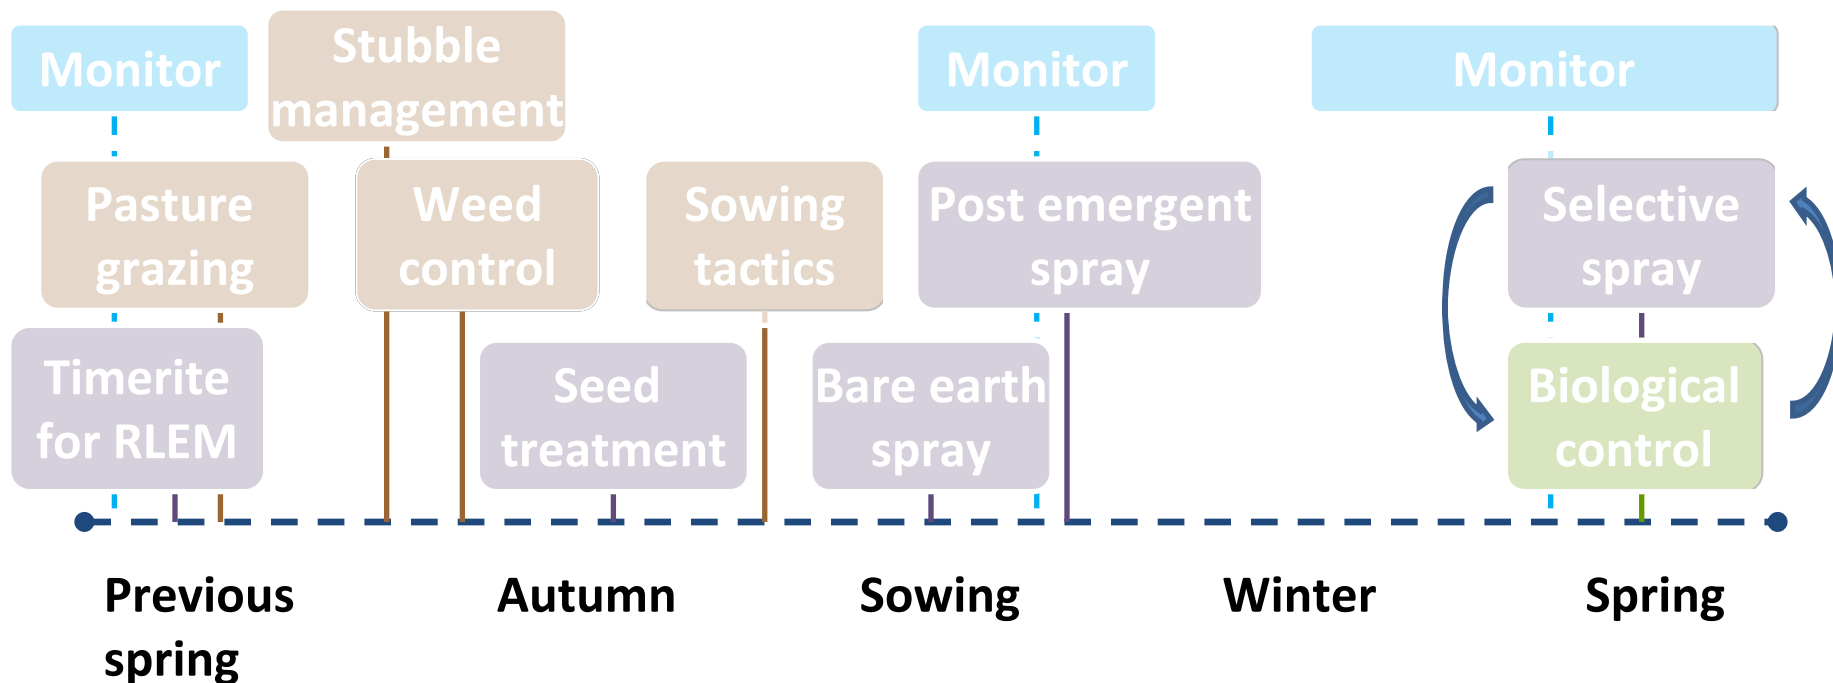 Monitor
Stubble
management
Monitor
Monitor
Pasture
grazing
Weed
control
Sowing
tactics
Post emergent
spray
Selective
spray
Timerite
for RLEM
Seed
treatment
Bare earth
spray
Biological
control
Previous
spring
Autumn
Sowing
Winter
Spring